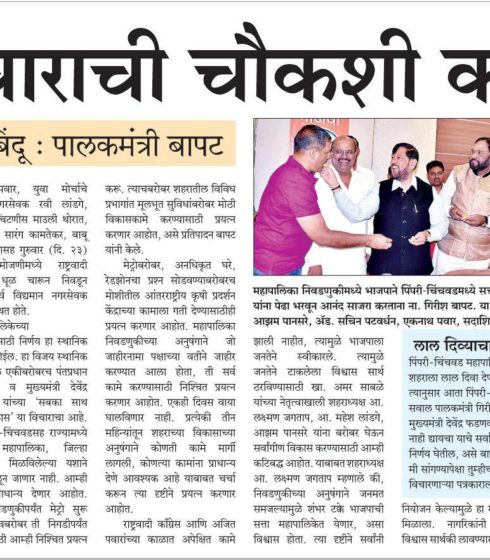 चाराची चौकशी क
बिंदू : पालकमंत्री बापट
पवार, युवा मोर्चाचे
गरसेवक रवी लांडगे,
चिटणीस माउली थोरात,
सारंग कामतेकर, बाबू
सह गुरुवार (दि. २३)
मोजणीमध्ये राष्ट्रवादी
धूळ चारून निवडून
र्व विद्यमान नगरसेवक
लिकेच्या
साठी निर्णय हा स्थानिक
ोईल. हा विजय स्थानिक
एकीबरोबरच पंतप्रधान
व मुख्यमंत्री देवेंद्र
यांच्या 'सबका साथ
ास' या विचाराचा आहे.
-चिंचवडसह राज्यामध्ये
महापालिका, जिल्हा
मिळविलेल्या यशाने
ून जाणार नाही. आम्ही
ाधान्य देणार आहोत.
निवडणुकीपर्यंत मेट्रो सुरू
त्याबरोबर ती निगडीपर्यंत
ाठी आम्ही निश्चित प्रयत्न
करू. त्याचबरोबर शहरातील विविध
प्रभागांत मूलभूत सुविधांबरोबर मोठी
विकासकामे करण्यासाठी प्रयत्न
करणार आहोत, असे प्रतिपादन बापट
यांनी केले.
मेट्रोबरोबर, अनधिकृत घरे,
रेडझोनचा प्रश्न सोडवण्याबरोबरच
मोशीतील आंतरराष्ट्रीय कृषी प्रदर्शन
केंद्राच्या कामाला गती देण्यासाठीही
प्रयत्न करणार आहोत. महापालिका
निवडणुकीच्या अनुषंगाने जो
जाहीरनामा पक्षाच्या वतीने जाहीर
करण्यात आला होता, ती सर्व
कामे करण्यासाठी निश्चित प्रयत्न
करणार आहोत. एकही दिवस वाया
घालविणार नाही. प्रत्येकी तीन
महिन्यांतून शहराच्या विकासाच्या
अनुषंगाने कोणती कामे मार्गी
लागली, कोणत्या कामांना प्राधान्य
देणे आवश्यक आहे याबाबत चर्चा
करून त्या दृष्टीने प्रयत्न करणार
आहोत.
राष्ट्रवादी काँग्रेस आणि अजित
पवारांच्या काळात अपेक्षित कामे
महापालिका निवडणुकीमध्ये भाजपाने पिंपरी-चिंचवडमध्ये सत्त
यांना पेढा भरवून आनंद साजरा करताना ना. गिरीश बापट. या
आझम पानसरे, अ‍ॅड. सचिन पटवर्धन, एकनाथ पवार, सदाशि
झाली नाहीत, त्यामुळे भाजपाला
जनतेने स्वीकारले. त्यामुळे
जनतेने टाकलेला विश्वास सार्थ
ठरविण्यासाठी खा. अमर साबळे
यांच्या नेतृत्वाखाली शहराध्यक्ष आ.
लक्ष्मण जगताप, आ. महेश लांडगे,
आझम पानसरे यांना बरोबर घेऊन
सर्वांगीण विकास करण्यासाठी आम्ही
कटिबद्ध आहोत. याबाबत शहराध्यक्ष
आ. लक्ष्मण जगताप म्हणाले की,
निवडणुकीच्या अनुषंगाने जनमत
समजल्यामुळे शंभर टक्के भाजपाची
सत्ता महापालिकेत येणार, असा
विश्वास होता. त्या दृष्टीने सर्वांनी
लाल दिव्याचा
पिंपरी-चिंचवड महापा
शहराला लाल दिवा दे
त्यानुसार आता पिंपरी-
सवाल पालकमंत्री गिरी
मुख्यमंत्री देवेंद्र फडणव
नाही द्यायचा याचे सर्वा
निर्णय घेतील, असे बाप
मी सांगण्यापेक्षा तुम्हीच
विचारणाऱ्या पत्रकारात
नियोजन केल्यामुळे हा म
मिळाला. नागरिकांनी
विश्वास सार्थकी लावण्या